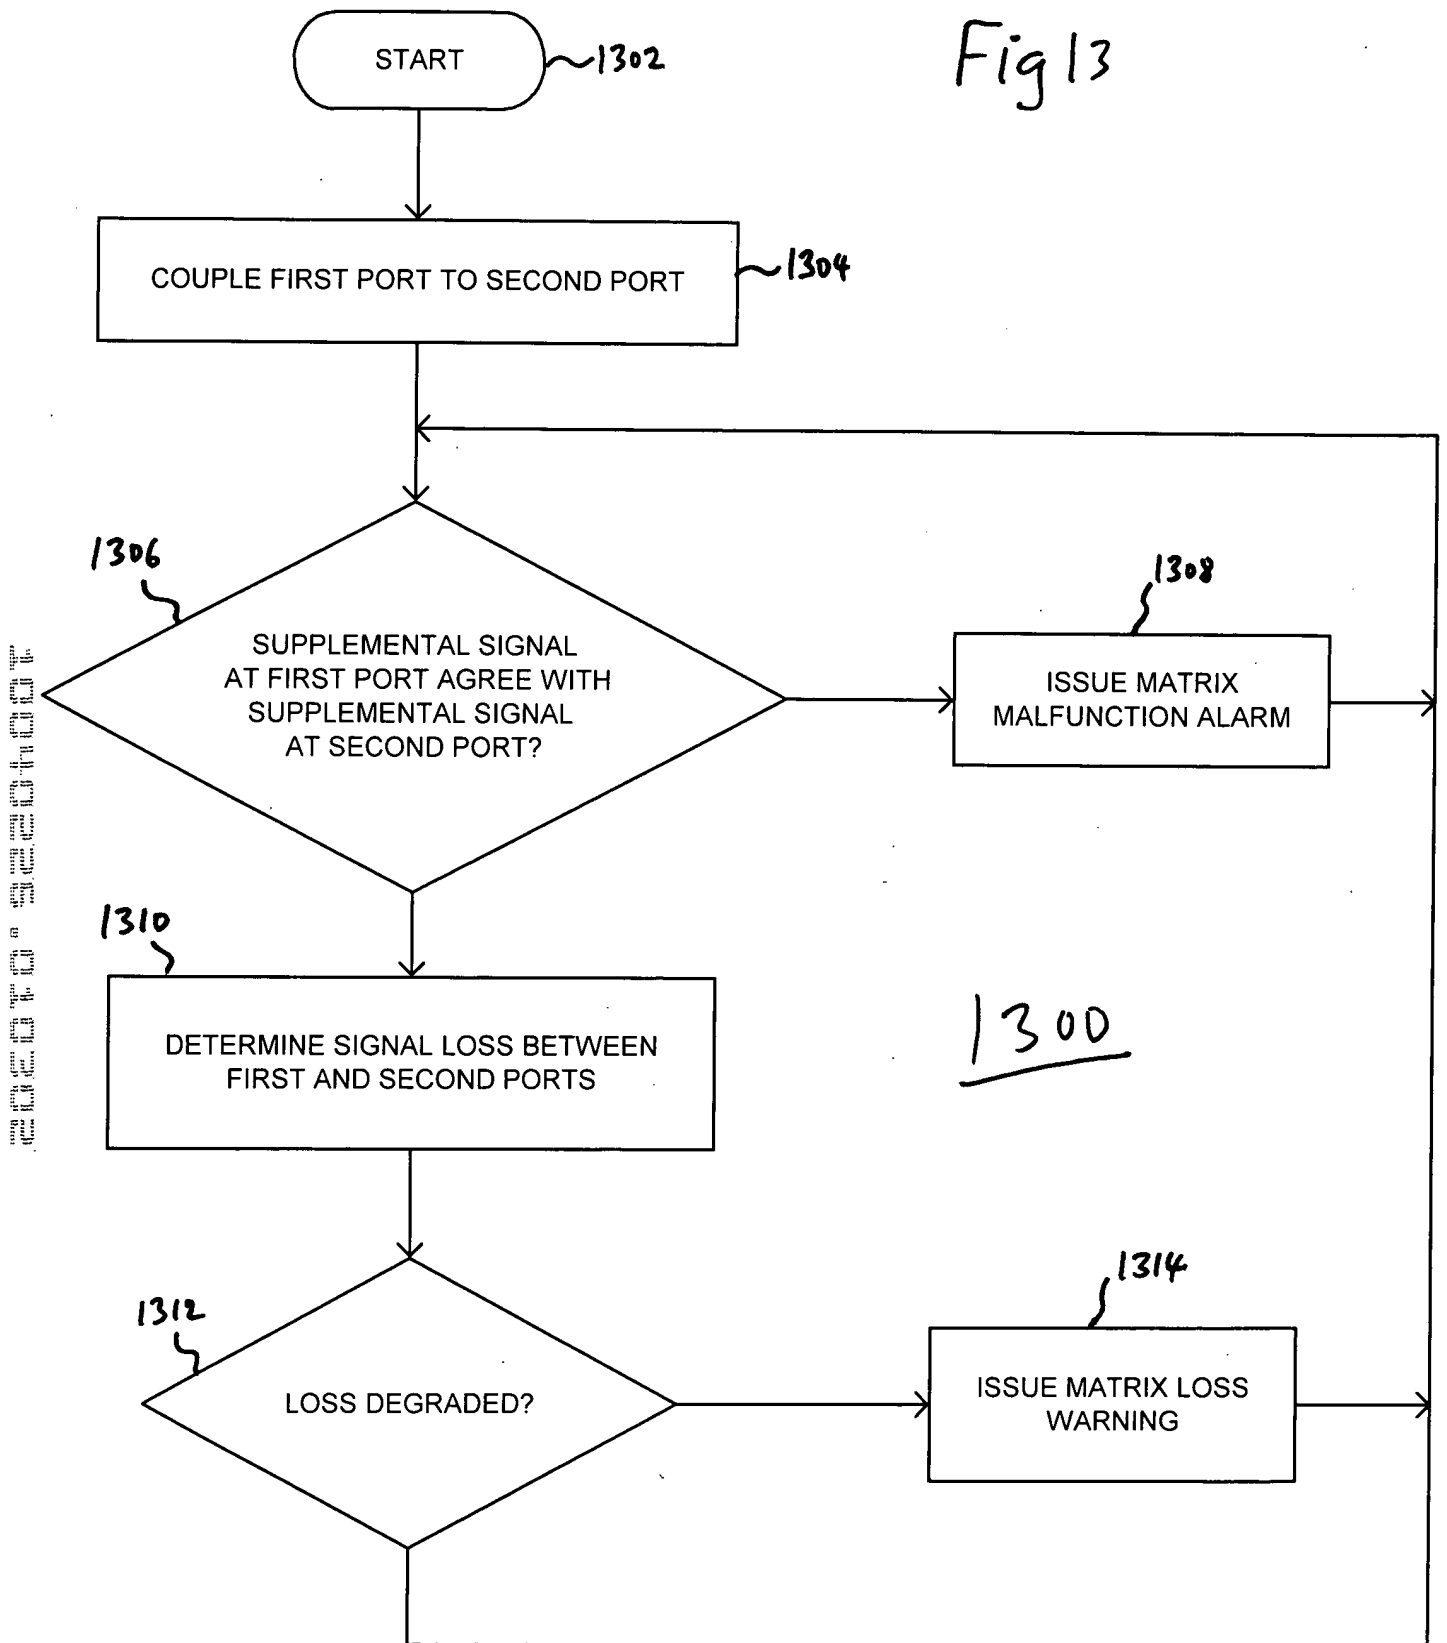 START
1302
Fig 13
COUPLE FIRST PORT TO SECOND PORT
1304
1306
SUPPLEMENTAL SIGNAL
AT FIRST PORT AGREE WITH
SUPPLEMENTAL SIGNAL
AT SECOND PORT?
1308
ISSUE MATRIX
MALFUNCTION ALARM
1310
DETERMINE SIGNAL LOSS BETWEEN
FIRST AND SECOND PORTS
1300
1312
LOSS DEGRADED?
1314
ISSUE MATRIX LOSS
WARNING
10040225.010302